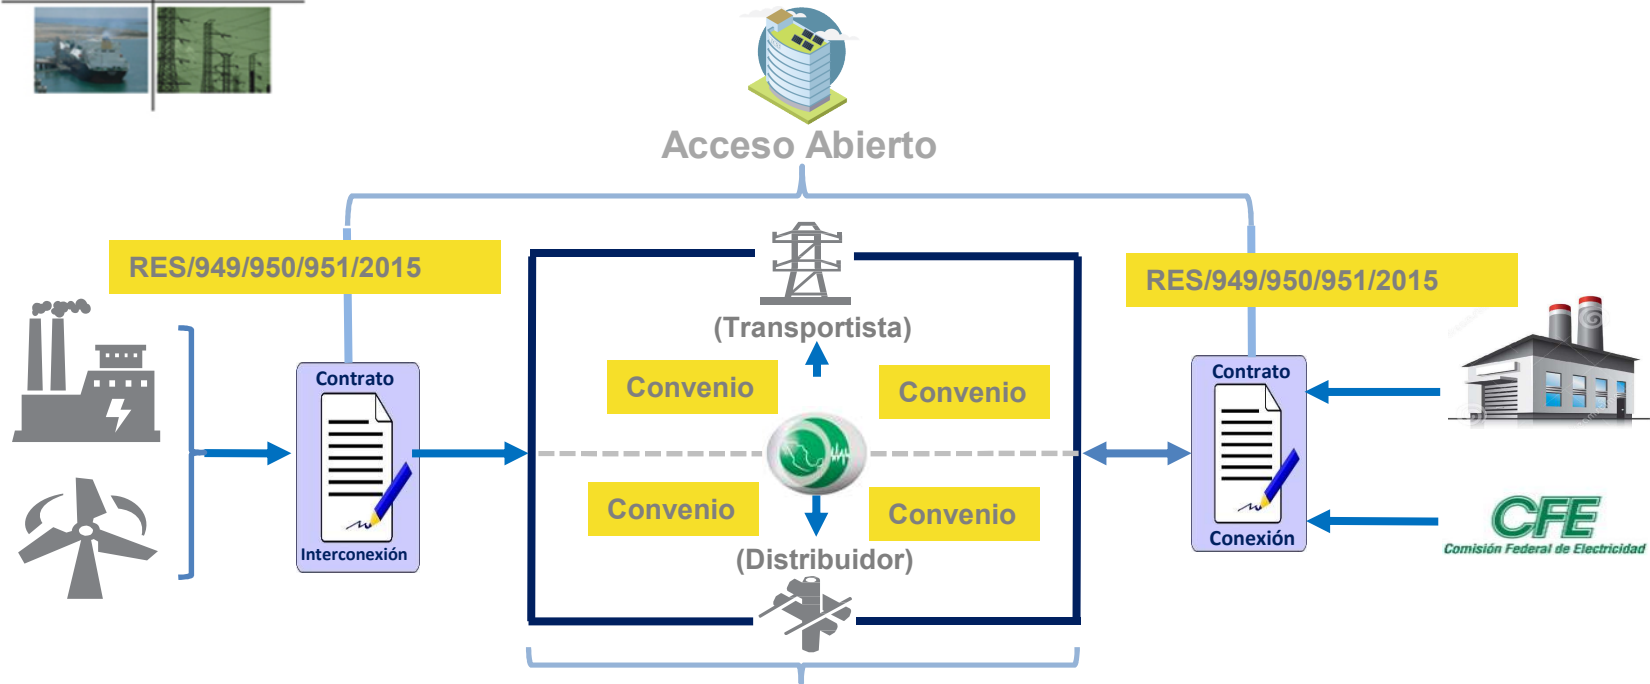 Acceso Abierto
RES/949/950/951/2015
RES/949/950/951/2015
(Transportista)
Convenio
Convenio
Contrato
Interconexión
Contrato
Conexión
Convenio
Convenio
(Distribuidor)
CFE
Comisión Federal de Electricidad